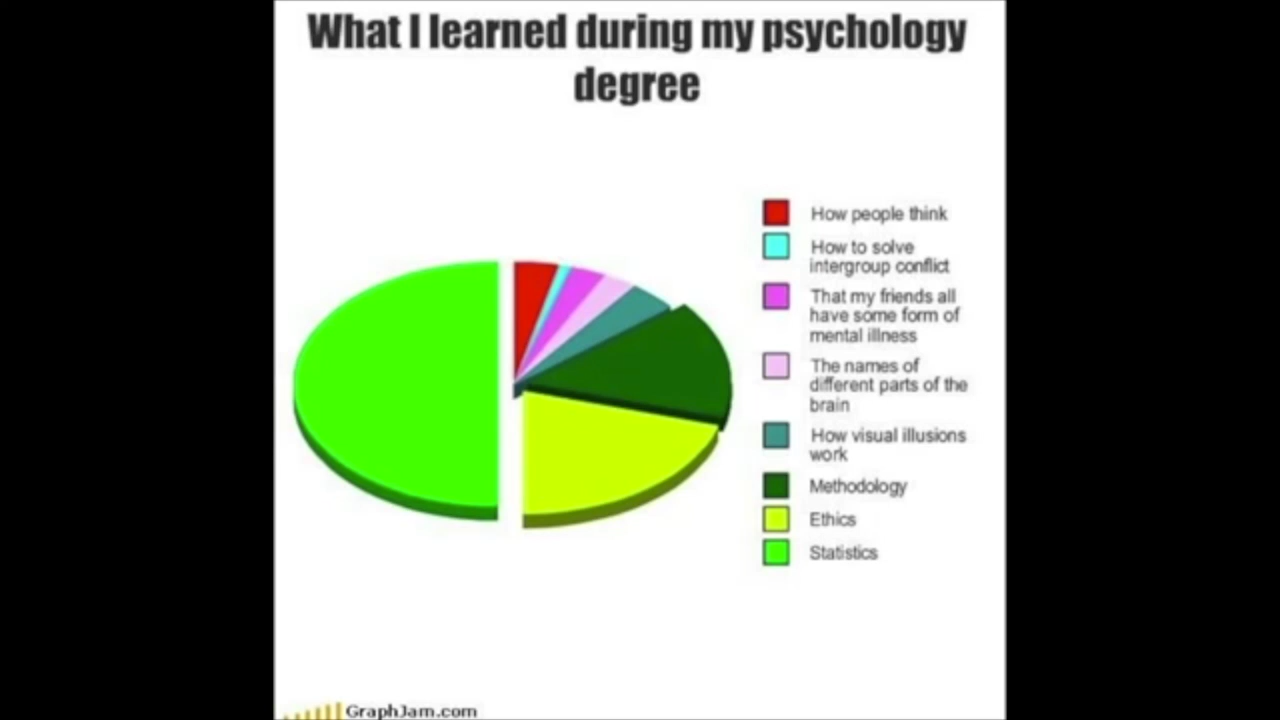 What I learned during my psychology
degree
How people think
How to solve
intergroup conflict
That my friends all
have some form of
mental illness
The names of
different parts of the
brain
How visual illusions
work
Methodology
Ethics
Statistics
GraphJam.com